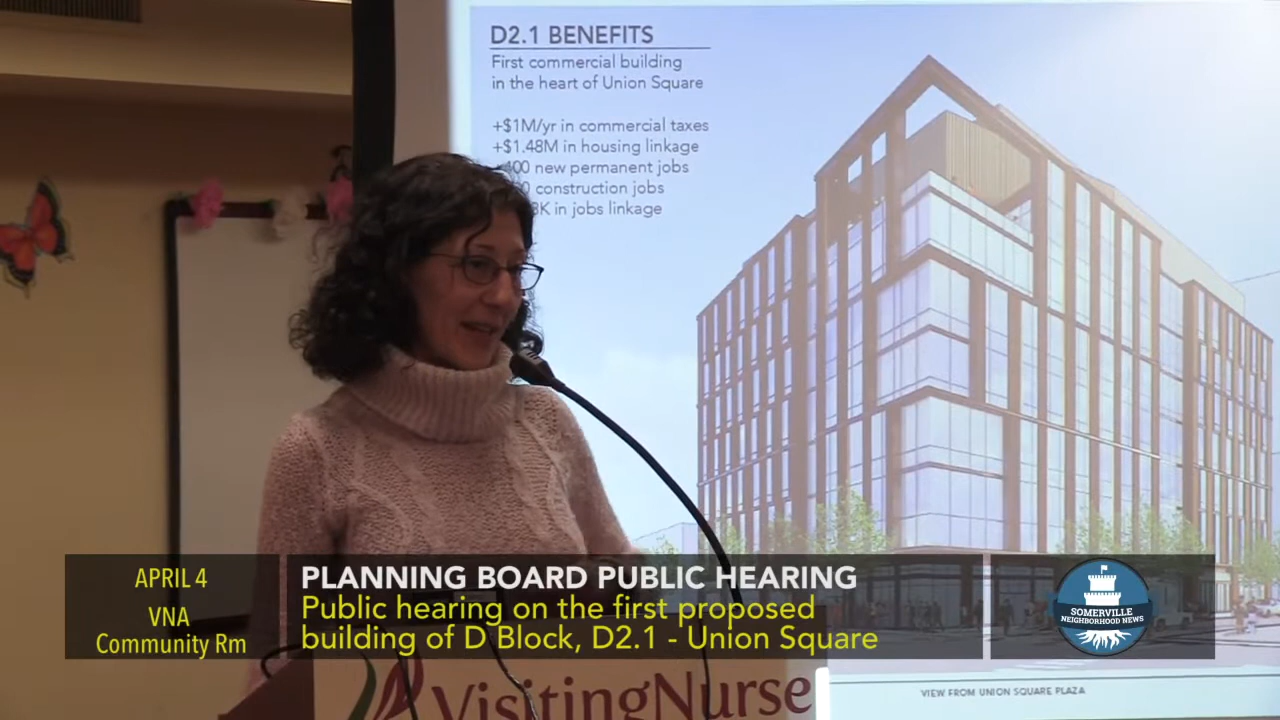 D2.1 BENEFITS
First commercial building
in the heart of Union Square
+$1M/yr in commercial taxes
+$1.48M in housing linkage
new permanent jobs
construction jobs
in jobs linkage
APRIL 4
VNA
Community Rm
PLANNING BOARD PUBLIC HEARING
Public hearing on the first proposed
building of D Block, D2.1 - Union Square
SOMERVILLE
NEIGHBORHOOD NEWS
VisitingNurse
VIEW FROM UNION SQUARE PLAZA